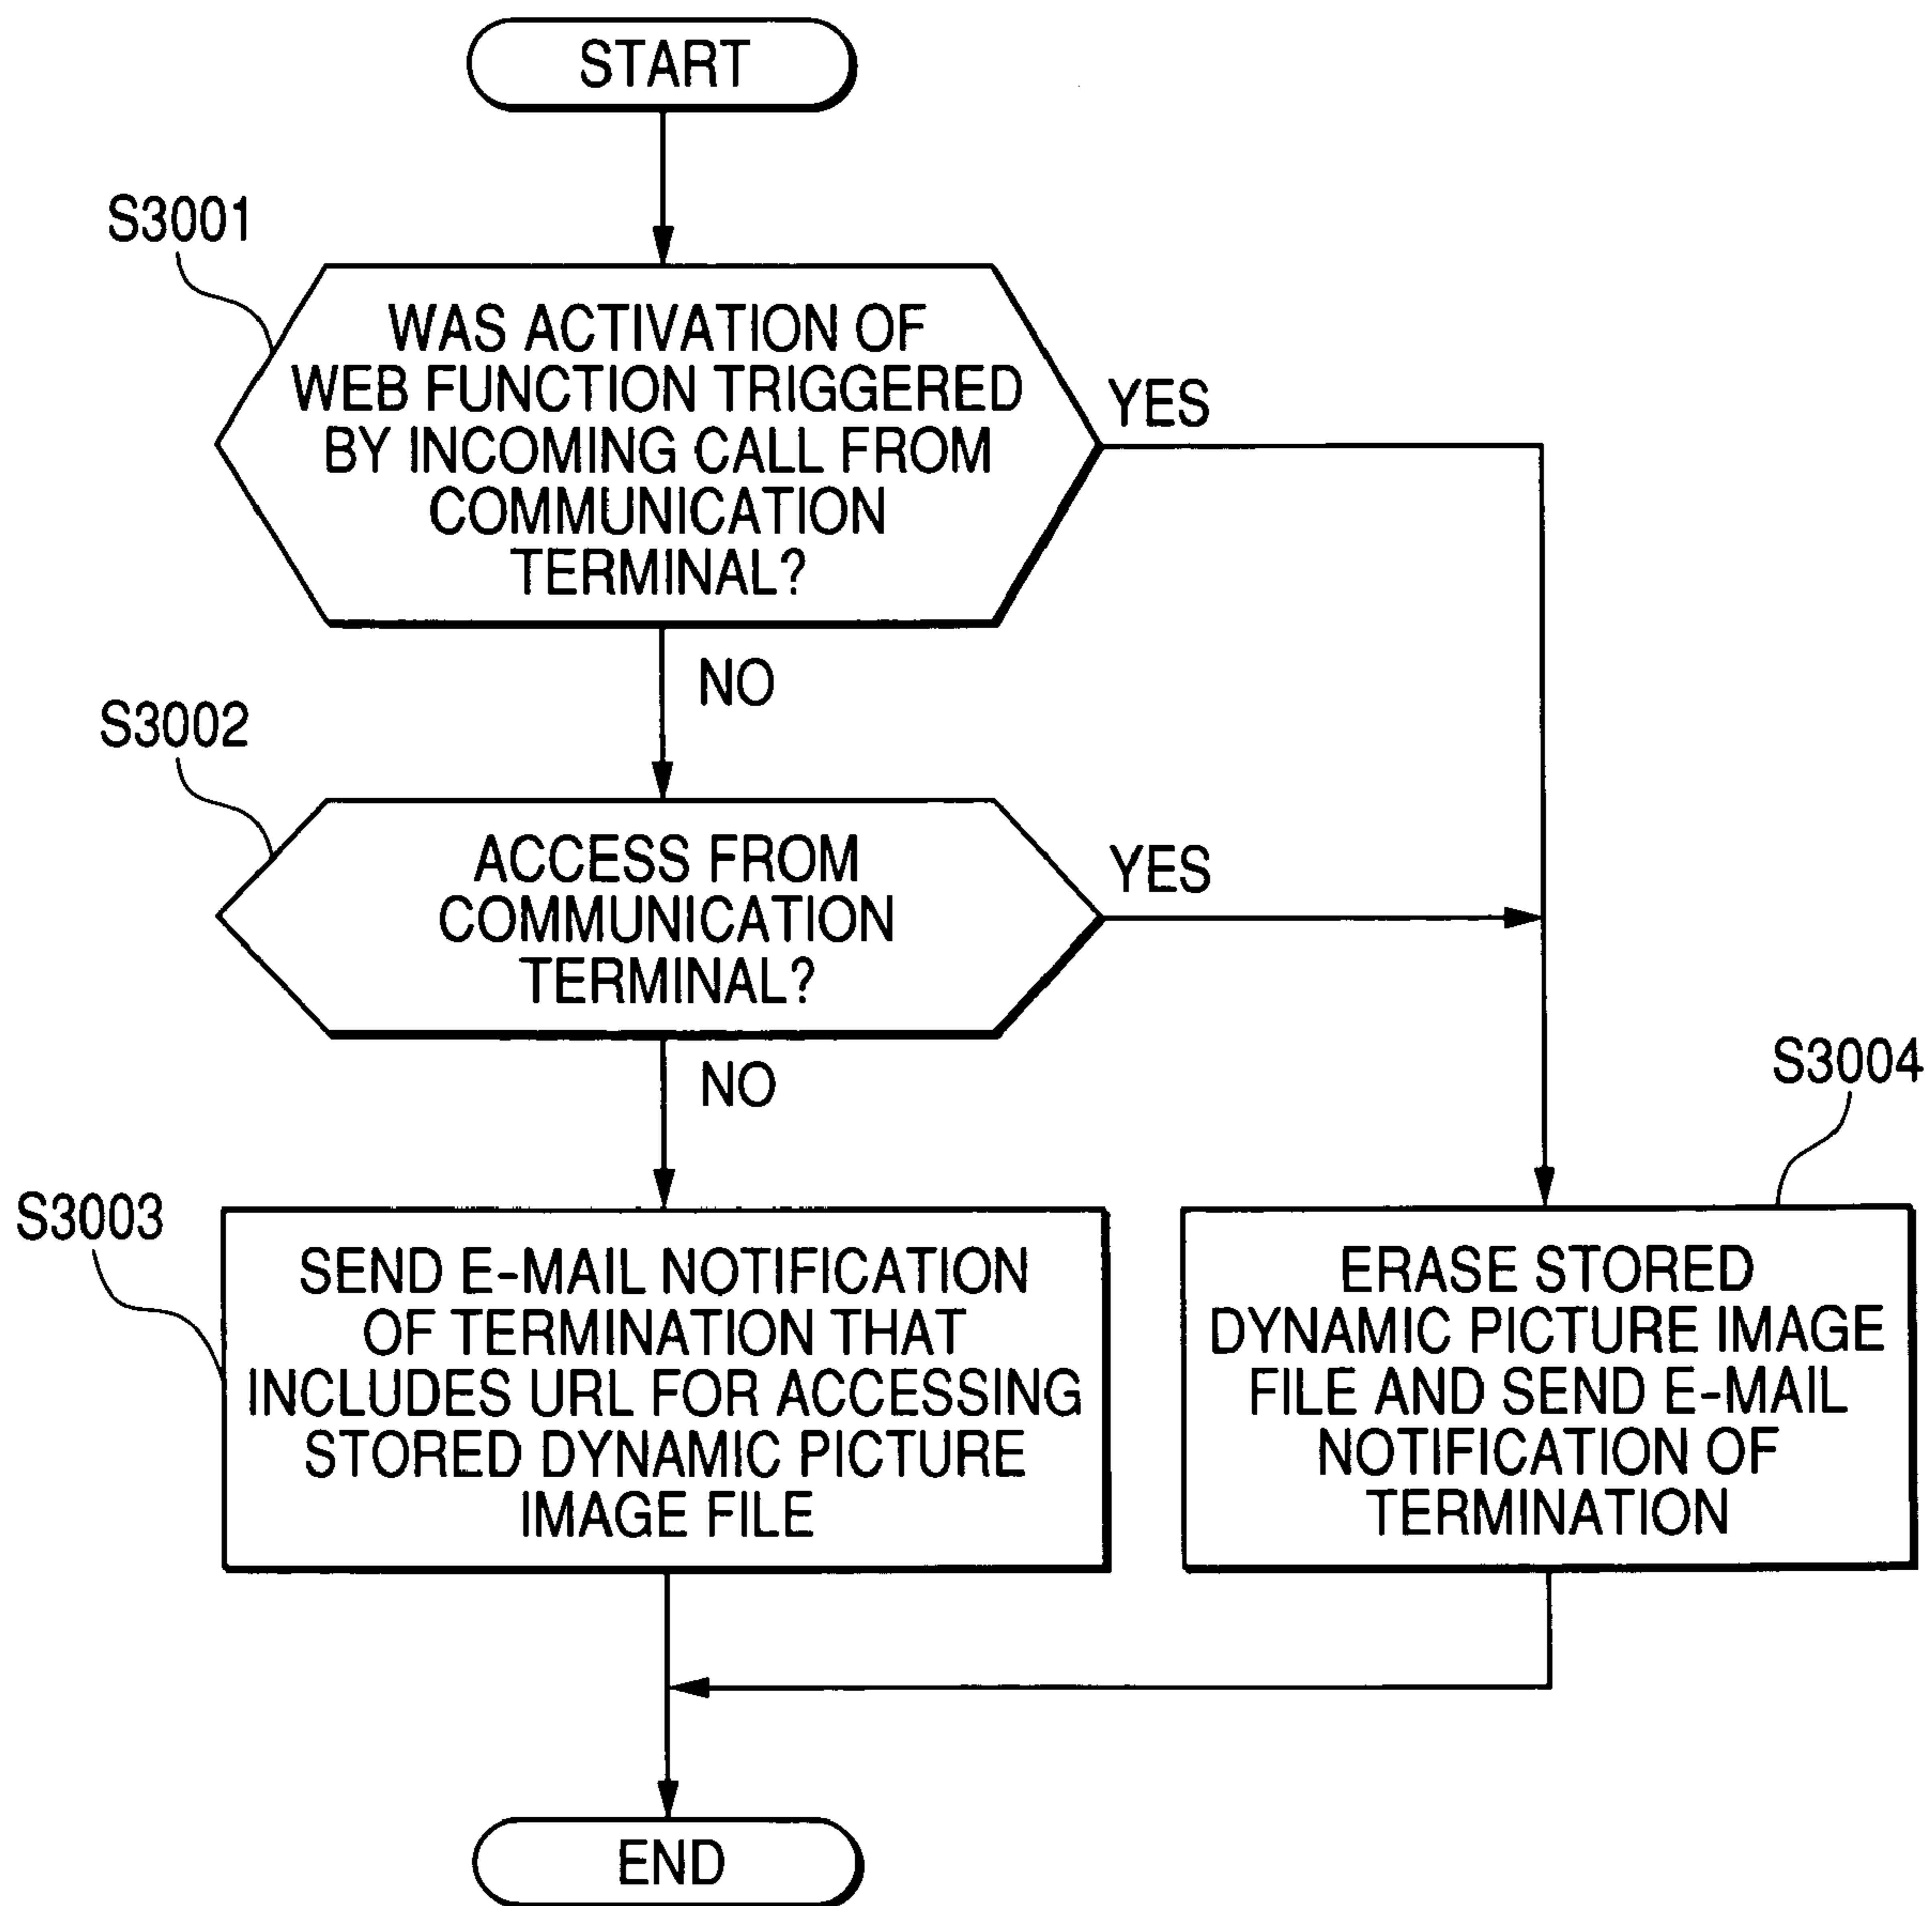 START
S3001
WAS ACTIVATION OF
WEB FUNCTION TRIGGERED
BY INCOMING CALL FROM
COMMUNICATION
TERMINAL?
YES
NO
S3002
ACCESS FROM
COMMUNICATION
TERMINAL?
YES
NO
S3003
SEND E-MAIL NOTIFICATION
OF TERMINATION THAT
INCLUDES URL FOR ACCESSING
STORED DYNAMIC PICTURE
IMAGE FILE
S3004
ERASE STORED
DYNAMIC PICTURE IMAGE
FILE AND SEND E-MAIL
NOTIFICATION OF
TERMINATION
END